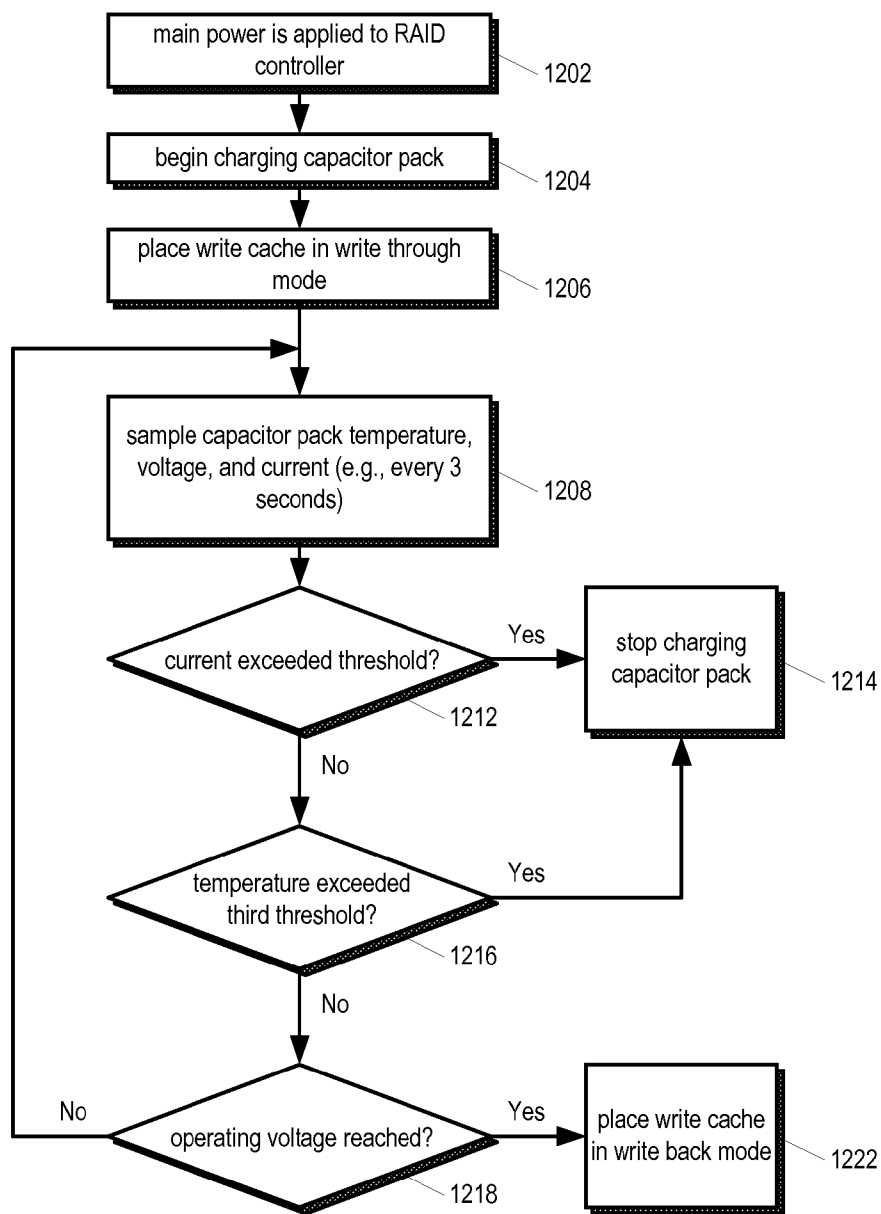 main power is applied to RAID
controller
1202
begin charging capacitor pack
1204
place write cache in write through
mode
1206
sample capacitor pack temperature,
voltage, and current (e.g., every 3
seconds)
1208
current exceeded threshold?
1212
Yes
stop charging
capacitor pack
1214
No
temperature exceeded
third threshold?
1216
Yes
No
operating voltage reached?
1218
No
Yes
place write cache
in write back mode
1222